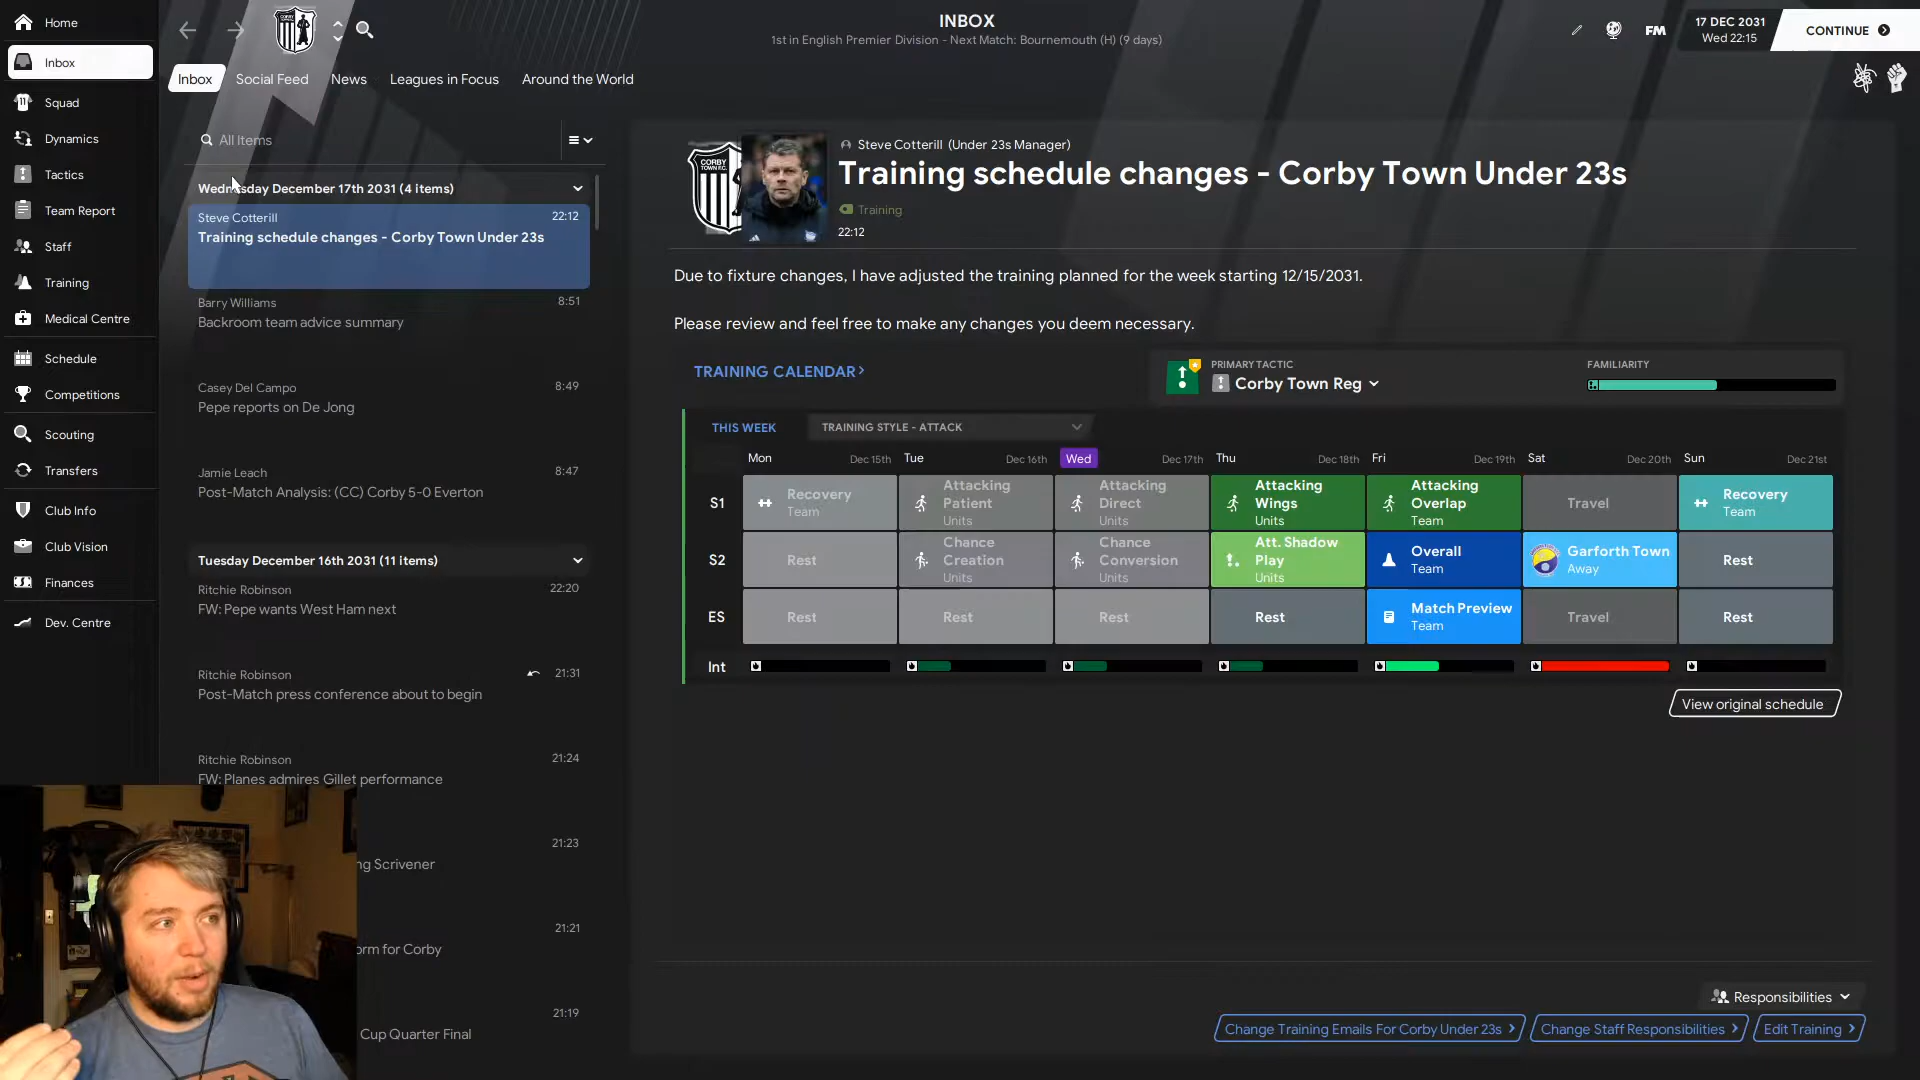 Home
INBOX
1st in English Premier Division - Next Match: Bournemouth (H) (9 days)
FM
17 DEC 2031
Wed 22:15
CONTINUE
Inbox
Squad
Dynamics
Tactics
Team Report
Staff
Training
Medical Centre
Schedule
Competitions
Scouting
Transfers
Club Info
Club Vision
Finances
Dev. Centre
Inbox
Social Feed
News
Leagues in Focus
Around the World
All Items
Wednesday December 17th 2031 (4 items)
Steve Cotterill 22:12
Training schedule changes - Corby Town Under 23s
Barry Williams 8:51
Backroom team advice summary
Casey Del Campo 8:49
Pepe reports on De Jong
Jamie Leach 8:47
Post-Match Analysis: (CC) Corby 5-0 Everton
Tuesday December 16th 2031 (11 items)
Ritchie Robinson 22:20
FW: Pepe wants West Ham next
Ritchie Robinson 21:31
Post-Match press conference about to begin
Ritchie Robinson 21:24
FW: Planes admires Gillet performance
21:23
ng Scrivener
21:21
orm for Corby
21:19
Cup Quarter Final
CORBY
Steve Cotterill (Under 23s Manager)
Training schedule changes - Corby Town Under 23s
Training
22:12
Due to fixture changes, I have adjusted the training planned for the week starting 12/15/2031.
Please review and feel free to make any changes you deem necessary.
TRAINING CALENDAR
PRIMARY TACTIC
Corby Town Reg
FAMILIARITY
THIS WEEK
TRAINING STYLE - ATTACK
Mon Dec 15th Tue Dec 16th Wed Dec 17th Thu Dec 18th Fri Dec 19th Sat Dec 20th Sun Dec 21st
S1
Recovery
Team
Attacking
Patient
Units
Attacking
Direct
Units
Attacking
Wings
Units
Attacking
Overlap
Team
Travel
Recovery
Team
S2
Rest
Chance
Creation
Units
Chance
Conversion
Units
Att. Shadow
Play
Units
Overall
Team
Garforth Town
Away
Rest
ES
Rest
Rest
Rest
Rest
Match Preview
Team
Travel
Rest
Int
View original schedule
Responsibilities
Change Training Emails For Corby Under 23s
Change Staff Responsibilities
Edit Training